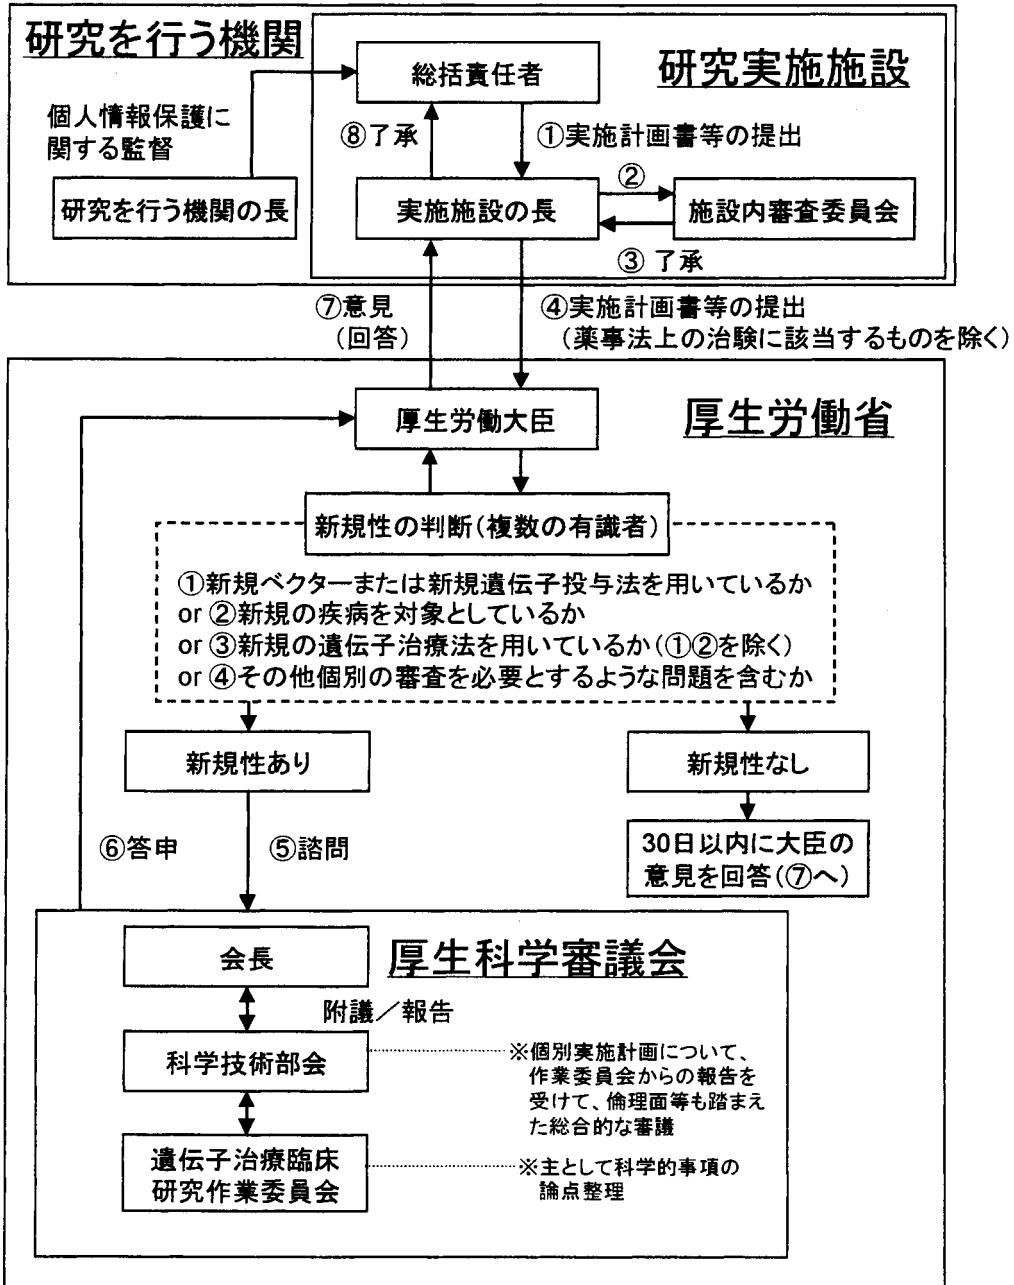 研究を行う機関
研究実施施設
総括責任者
個人情報保護に
関する監督
⑧了承
①実施計画書等の提出
研究を行う機関の長
実施施設の長
②
施設内審査委員会
③ 了承
⑦意見
(回答)
④実施計画書等の提出
(薬事法上の治験に該当するものを除く)
厚生労働省
厚生労働大臣
新規性の判断(複数の有識者)
①新規ベクターまたは新規遺伝子投与法を用いているか
or ②新規の疾病を対象としているか
or ③新規の遺伝子治療法を用いているか(①②を除く)
or ④その他個別の審査を必要とするような問題を含むか
新規性あり
新規性なし
⑥答申
⑤諮問
30日以内に大臣の
意見を回答(⑦へ)
会長
厚生科学審議会
附議/報告
科学技術部会
※個別実施計画について、
作業委員会からの報告を
受けて、倫理面等も踏まえ
た総合的な審議
遺伝子治療臨床
研究作業委員会
※主として科学的事項の
論点整理